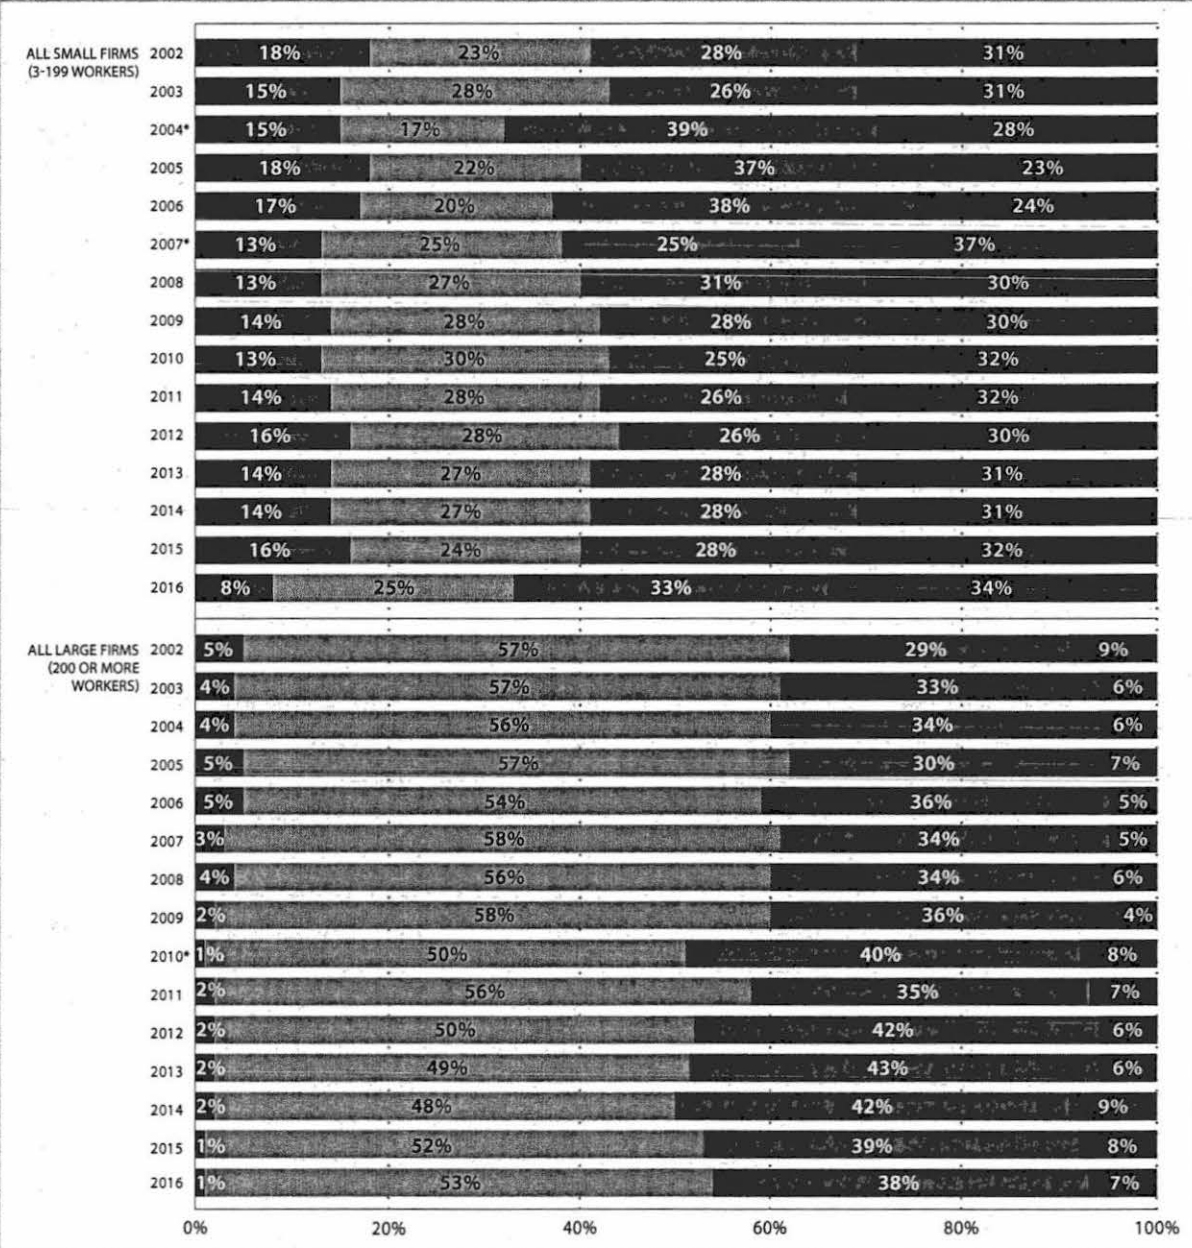 ALL SMALL FIRMS 2002 18% 23% 28% 31%
(3-199 WORKERS)
2003 15% 28% 26% 31%
2004* 15% 17% 39% 28%
2005 18% 22% 37% 23%
2006 17% 20% 38% 24%
2007* 13% 25% 25% 37%
2008 13% 27% 31% 30%
2009 14% 28% 28% 30%
2010 13% 30% 25% 32%
2011 14% 28% 26% 32%
2012 16% 28% 26% 30%
2013 14% 27% 28% 31%
2014 14% 27% 28% 31%
2015 16% 24% 28% 32%
2016 8% 25% 33% 34%
ALL LARGE FIRMS 2002 5% 57% 29% 9%
(200 OR MORE
WORKERS) 2003 4% 57% 33% 6%
2004 4% 56% 34% 6%
2005 5% 57% 30% 7%
2006 5% 54% 36% 5%
2007 3% 58% 34% 5%
2008 4% 56% 34% 6%
2009 2% 58% 36% 4%
2010* 1% 50% 40% 8%
2011 2% 56% 35% 7%
2012 2% 50% 42% 6%
2013 2% 49% 43% 6%
2014 2% 48% 42% 9%
2015 1% 52% 39% 8%
2016 1% 53% 38% 7%
0% 20% 40% 60% 80% 100%